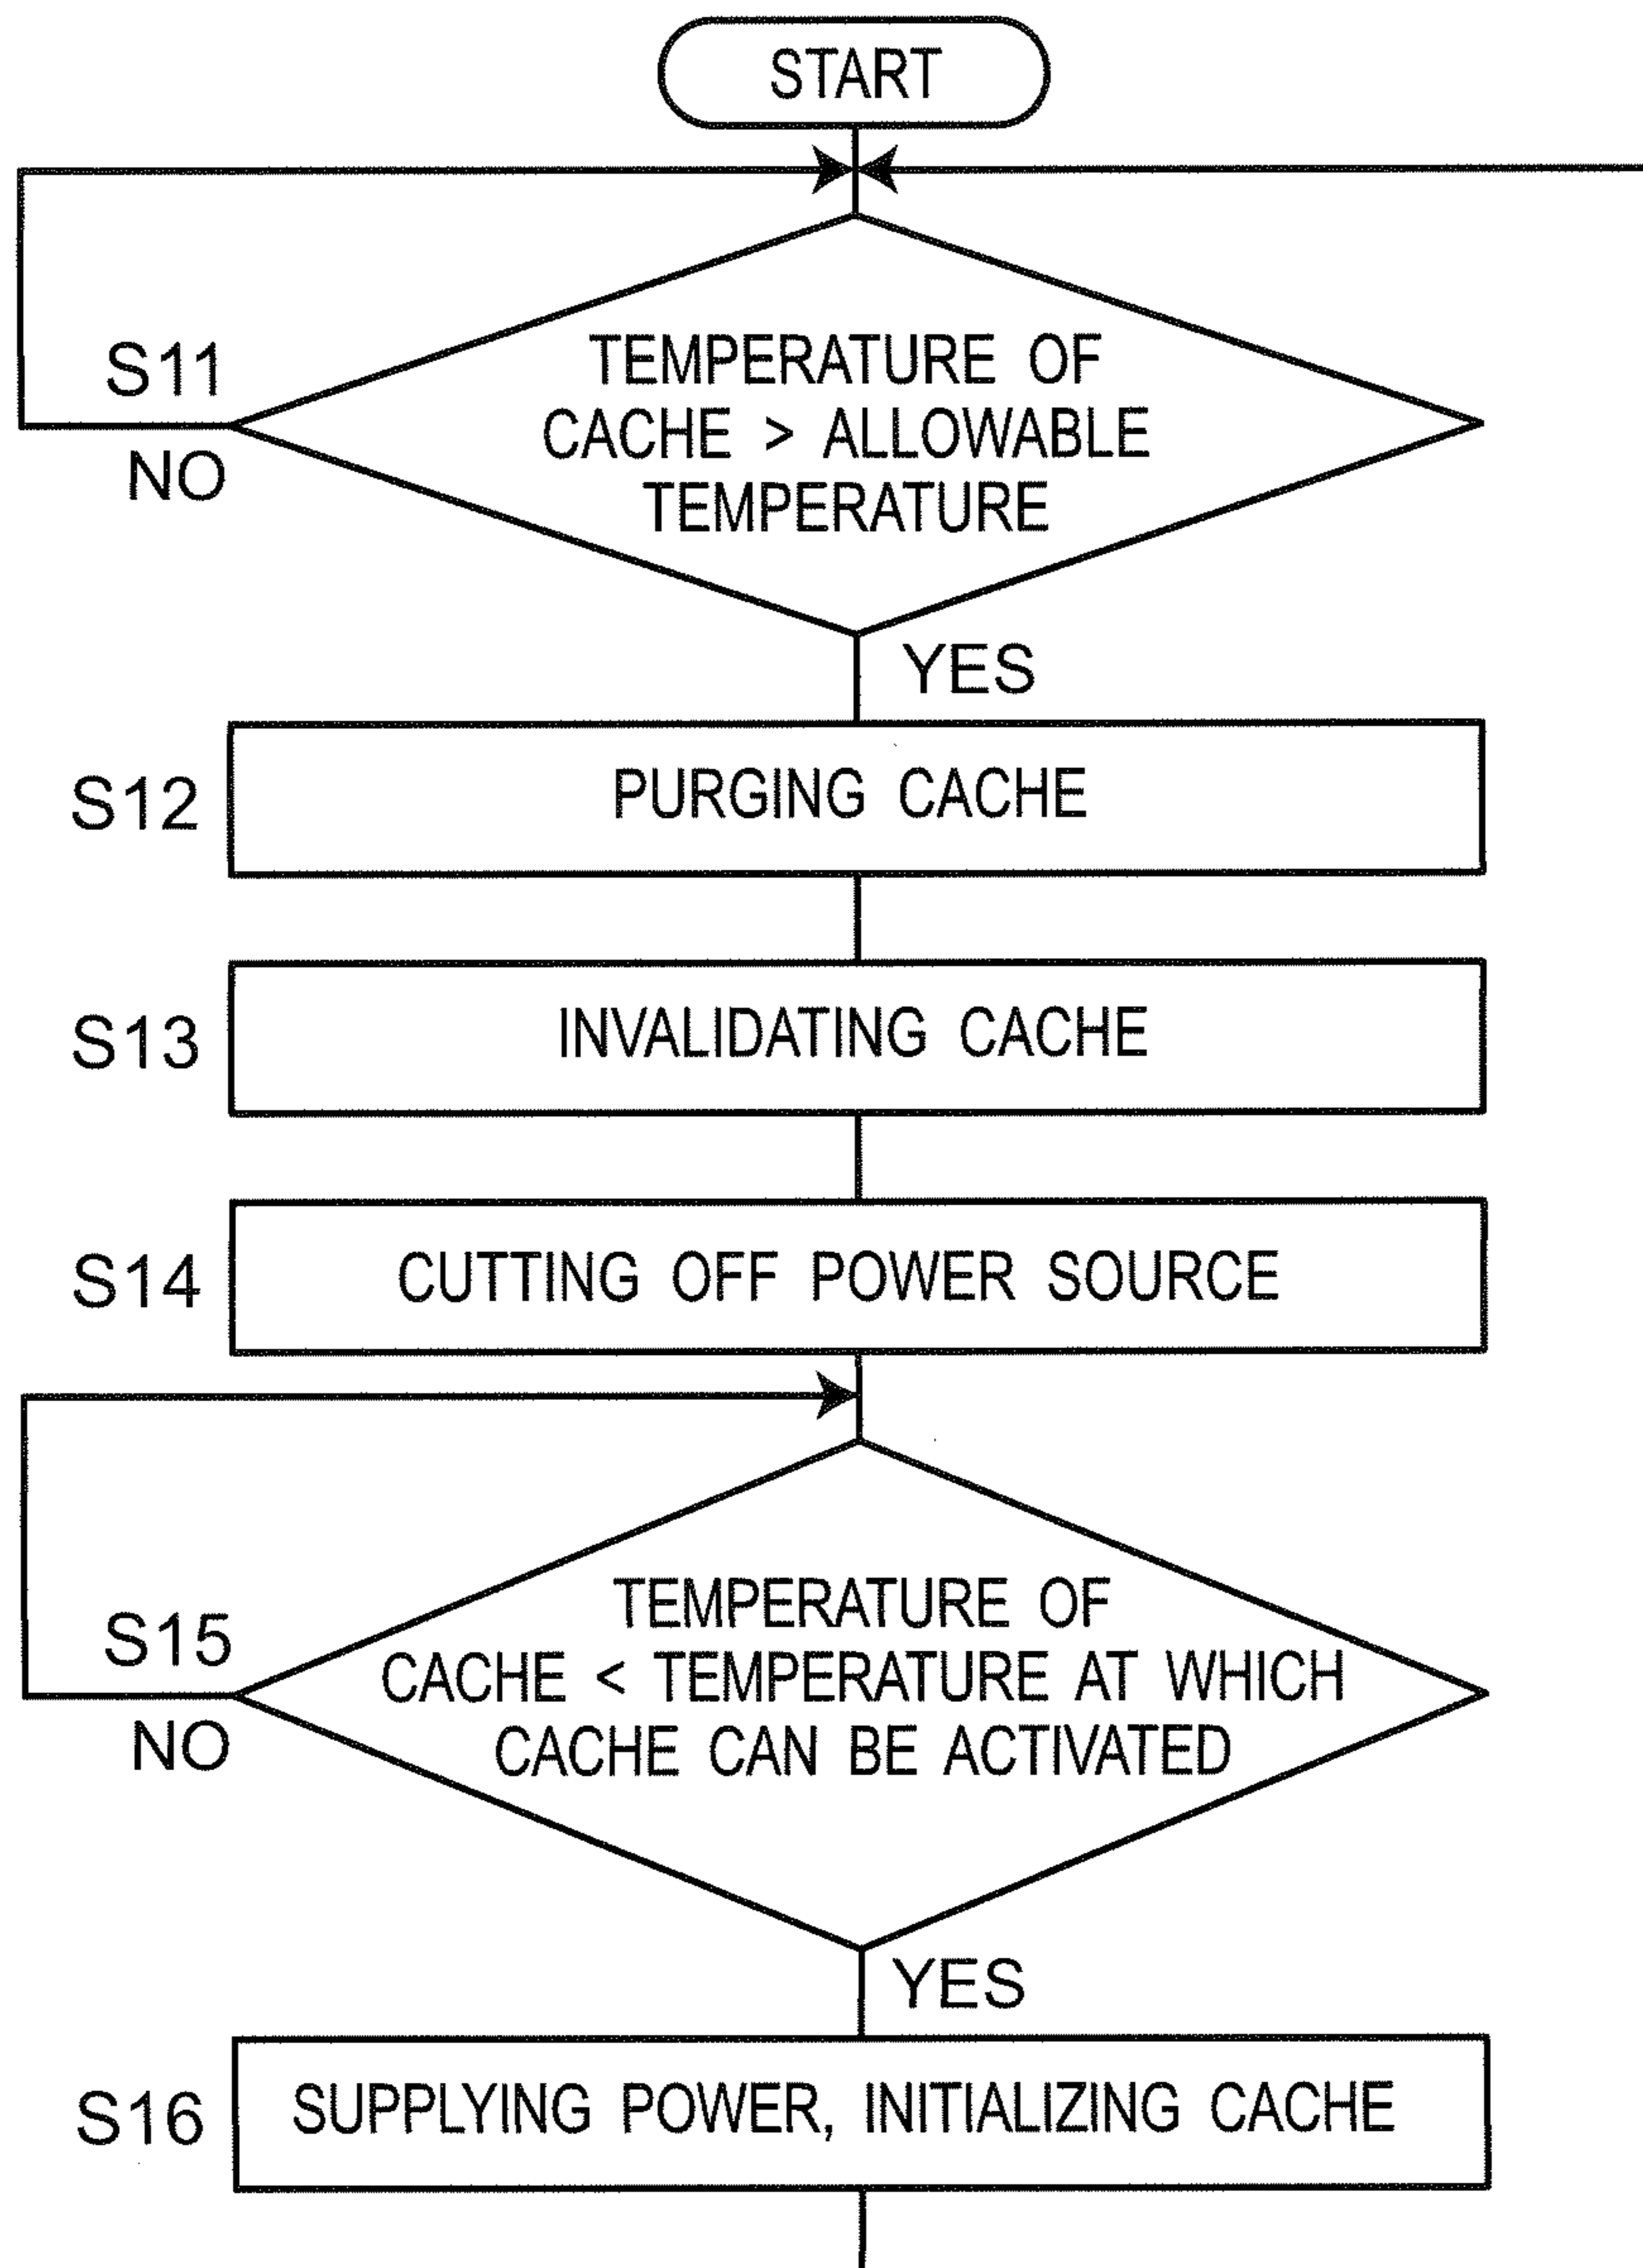 START
S11
TEMPERATURE OF
CACHE > ALLOWABLE
TEMPERATURE
NO
YES
S12
PURGING CACHE
S13
INVALIDATING CACHE
S14
CUTTING OFF POWER SOURCE
S15
TEMPERATURE OF
CACHE < TEMPERATURE AT WHICH
CACHE CAN BE ACTIVATED
NO
YES
S16
SUPPLYING POWER, INITIALIZING CACHE